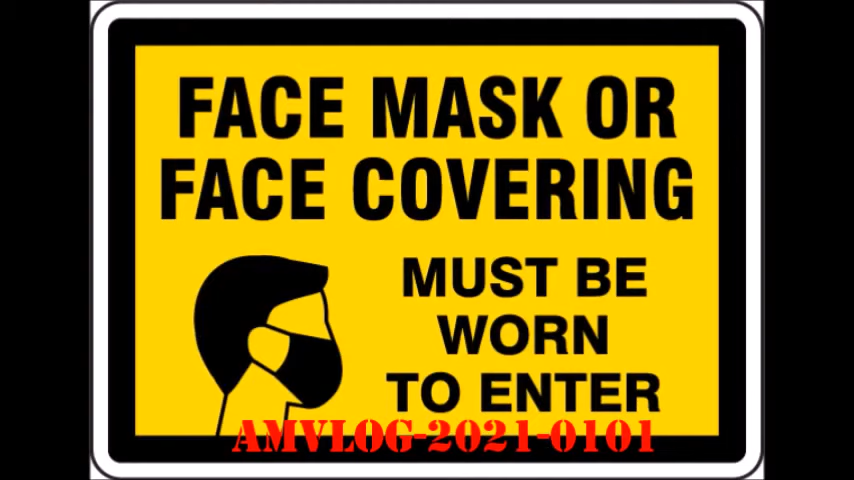 FACE MASK OR
FACE COVERING
MUST BE
WORN
TO ENTER
AMVLOG-2021-0101